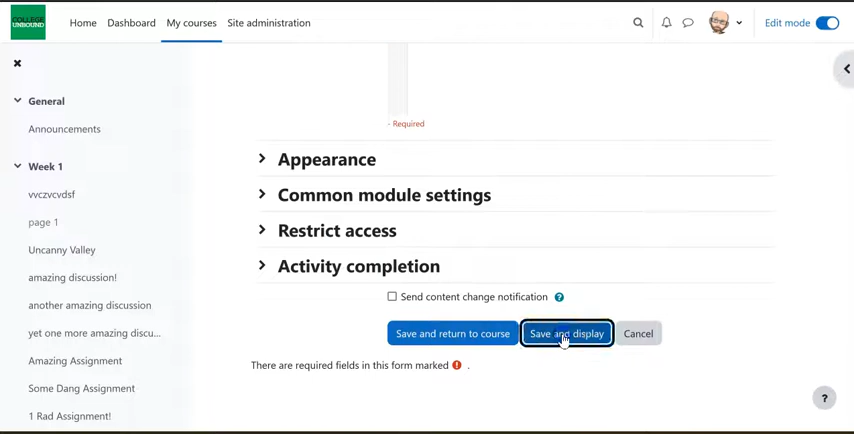 COLLEGE
UNBOUND
Home Dashboard My courses Site administration
Edit mode
General
Announcements
Week 1
vvczvcvdsf
page 1
Uncanny Valley
amazing discussion!
another amazing discussion
yet one more amazing discu...
Amazing Assignment
Some Dang Assignment
1 Rad Assignment!
- Required
Appearance
Common module settings
Restrict access
Activity completion
Send content change notification ?
Save and return to course Save and display Cancel
There are required fields in this form marked ! .
?